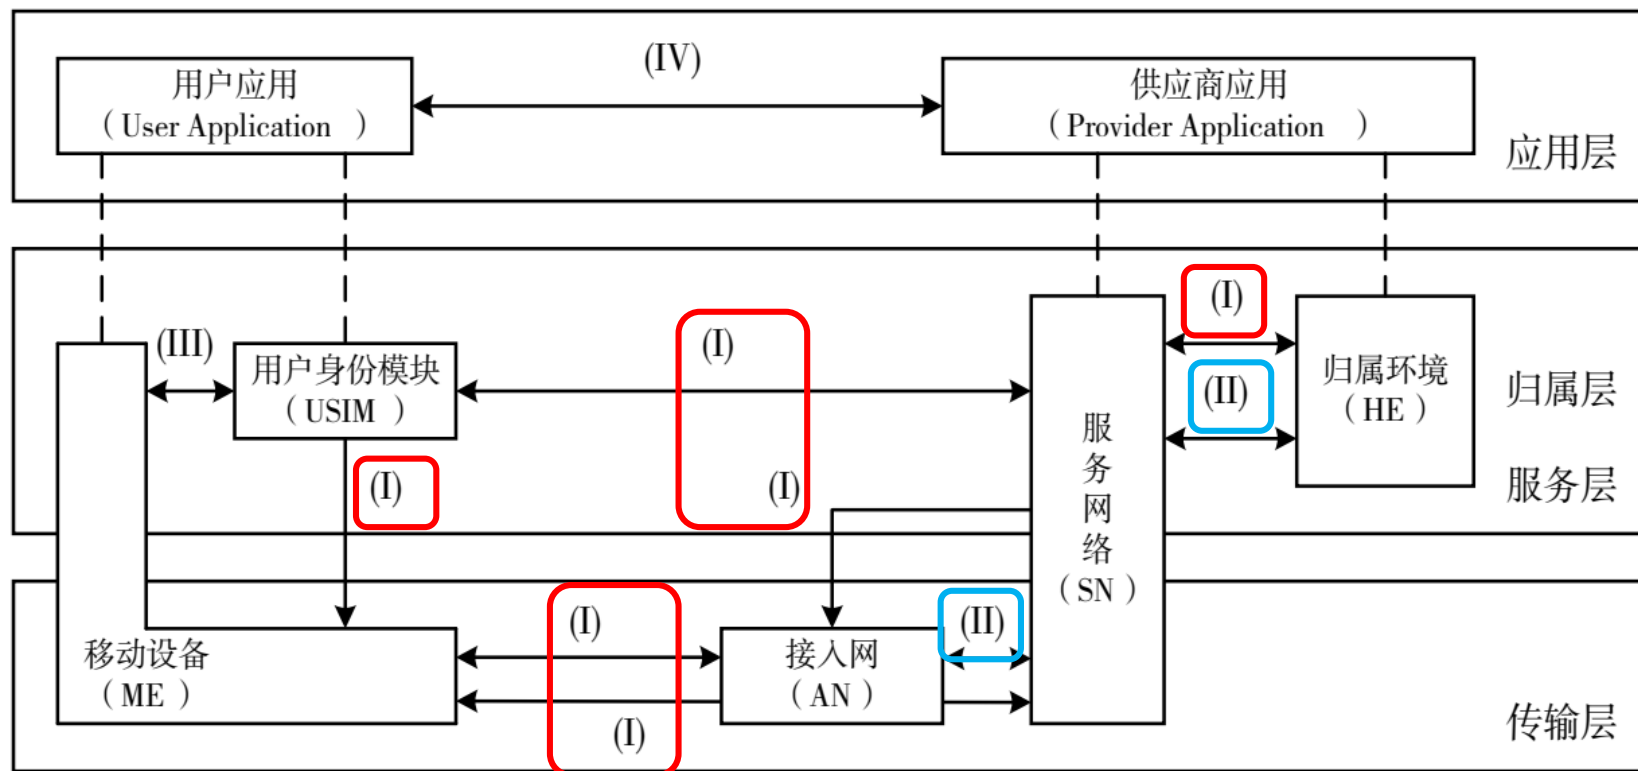 (IV)
用户应用
（User Application ）
供应商应用
（Provider Application ）
应用层
(III)
用户身份模块
（USIM ）
(I)
(I)
(I)
(I)
(II)
归属环境
（HE ）
归属层
服务层
服
务
网
络
（SN ）
移动设备
（ME ）
(I)
(I)
接入网
（AN ）
(II)
传输层